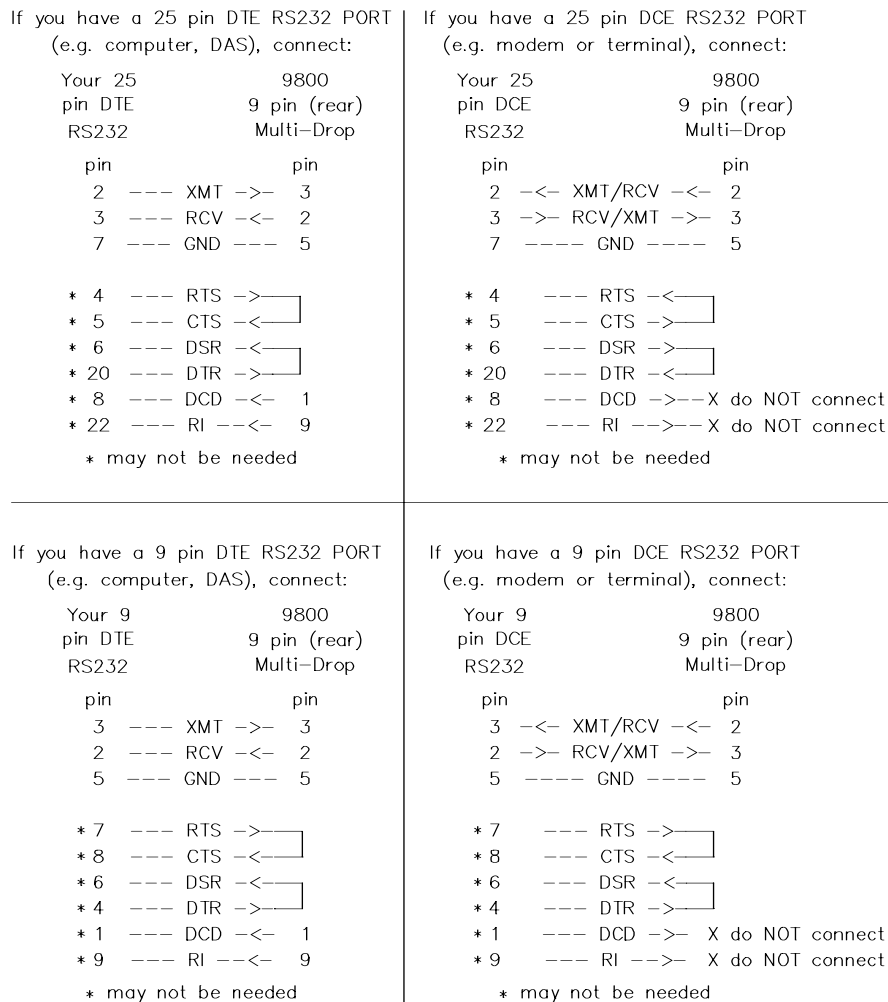 If you have a 25 pin DTE RS232 PORT
(e.g. computer, DAS), connect:
Your 25 9800
pin DTE 9 pin (rear)
RS232 Multi-Drop
pin pin
2 --- XMT ->- 3
3 --- RCV -<- 2
7 --- GND --- 5
* 4 --- RTS ->-
* 5 --- CTS -<-
* 6 --- DSR -<-
* 20 --- DTR ->-
* 8 --- DCD -<- 1
* 22 --- RI --<- 9
* may not be needed
If you have a 25 pin DCE RS232 PORT
(e.g. modem or terminal), connect:
Your 25 9800
pin DCE 9 pin (rear)
RS232 Multi-Drop
pin pin
2 -<- XMT/RCV -<- 2
3 ->- RCV/XMT ->- 3
7 ---- GND ---- 5
* 4 --- RTS -<-
* 5 --- CTS ->-
* 6 --- DSR ->-
* 20 --- DTR -<-
* 8 --- DCD ->--X do NOT connect
* 22 --- RI -->--X do NOT connect
* may not be needed
If you have a 9 pin DTE RS232 PORT
(e.g. computer, DAS), connect:
Your 9 9800
pin DTE 9 pin (rear)
RS232 Multi-Drop
pin pin
3 --- XMT ->- 3
2 --- RCV -<- 2
5 --- GND --- 5
* 7 --- RTS ->-
* 8 --- CTS -<-
* 6 --- DSR -<-
* 4 --- DTR ->-
* 1 --- DCD -<- 1
* 9 --- RI --<- 9
* may not be needed
If you have a 9 pin DCE RS232 PORT
(e.g. modem or terminal), connect:
Your 9 9800
pin DCE 9 pin (rear)
RS232 Multi-Drop
pin pin
3 -<- XMT/RCV -<- 2
2 ->- RCV/XMT ->- 3
5 ---- GND ---- 5
* 7 --- RTS ->-
* 8 --- CTS -<-
* 6 --- DSR -<-
* 4 --- DTR ->-
* 1 --- DCD ->- X do NOT connect
* 9 --- RI -->- X do NOT connect
* may not be needed